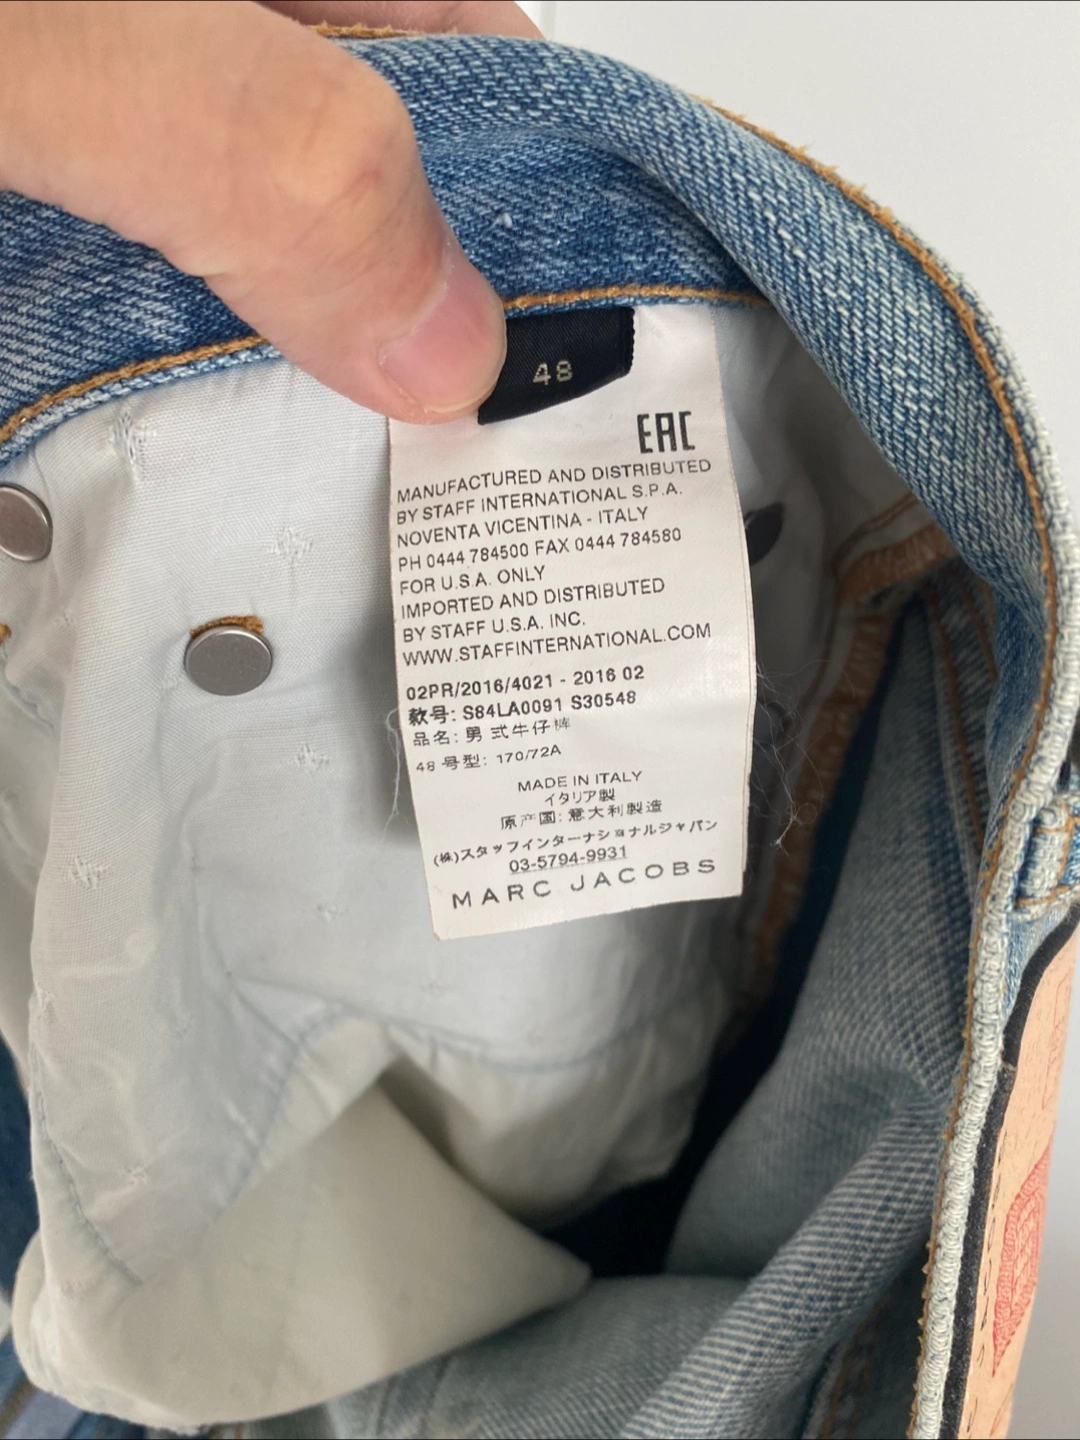 48
EAC
MANUFACTURED AND DISTRIBUTED
BY STAFF INTERNATIONAL S.P.A.
NOVENTA VICENTINA - ITALY
PH 0444 784500 FAX 0444 784580
FOR U.S.A. ONLY
IMPORTED AND DISTRIBUTED
BY STAFF U.S.A. INC.
WWW.STAFFINTERNATIONAL.COM
02PR/2016/4021 - 2016 02
款号: S84LA0091 S30548
品名: 男 式牛仔裤
48 号型: 170/72A
MADE IN ITALY
イタリア製
原产国: 意大利製造
(株)スタッフインターナショナルジャパン
03-5794-9931
MARC JACOBS